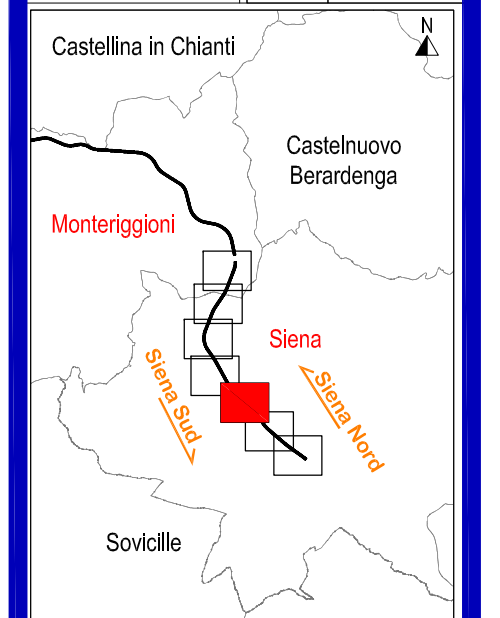 N
Castellina in Chianti
Castelnuovo
Berardenga
Monteriggioni
Siena
Siena Sud
Siena Nord
Sovicille